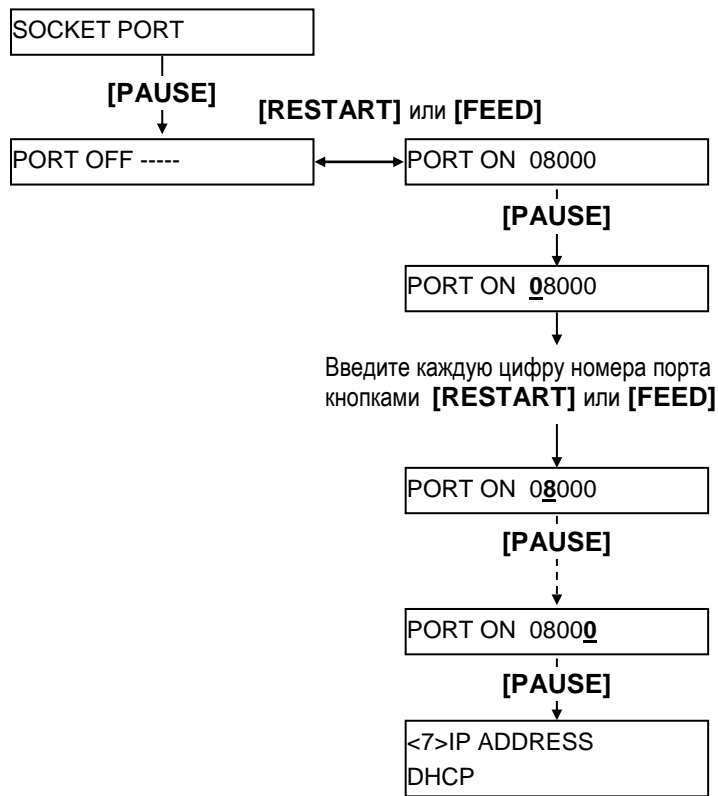 SOCKET PORT
[PAUSE]
[RESTART] или [FEED]
PORT OFF -----
PORT ON 08000
[PAUSE]
PORT ON 08000
Введите каждую цифру номера порта
кнопками [RESTART] или [FEED]
PORT ON 08000
[PAUSE]
PORT ON 08000
[PAUSE]
<7>IP ADDRESS
DHCP